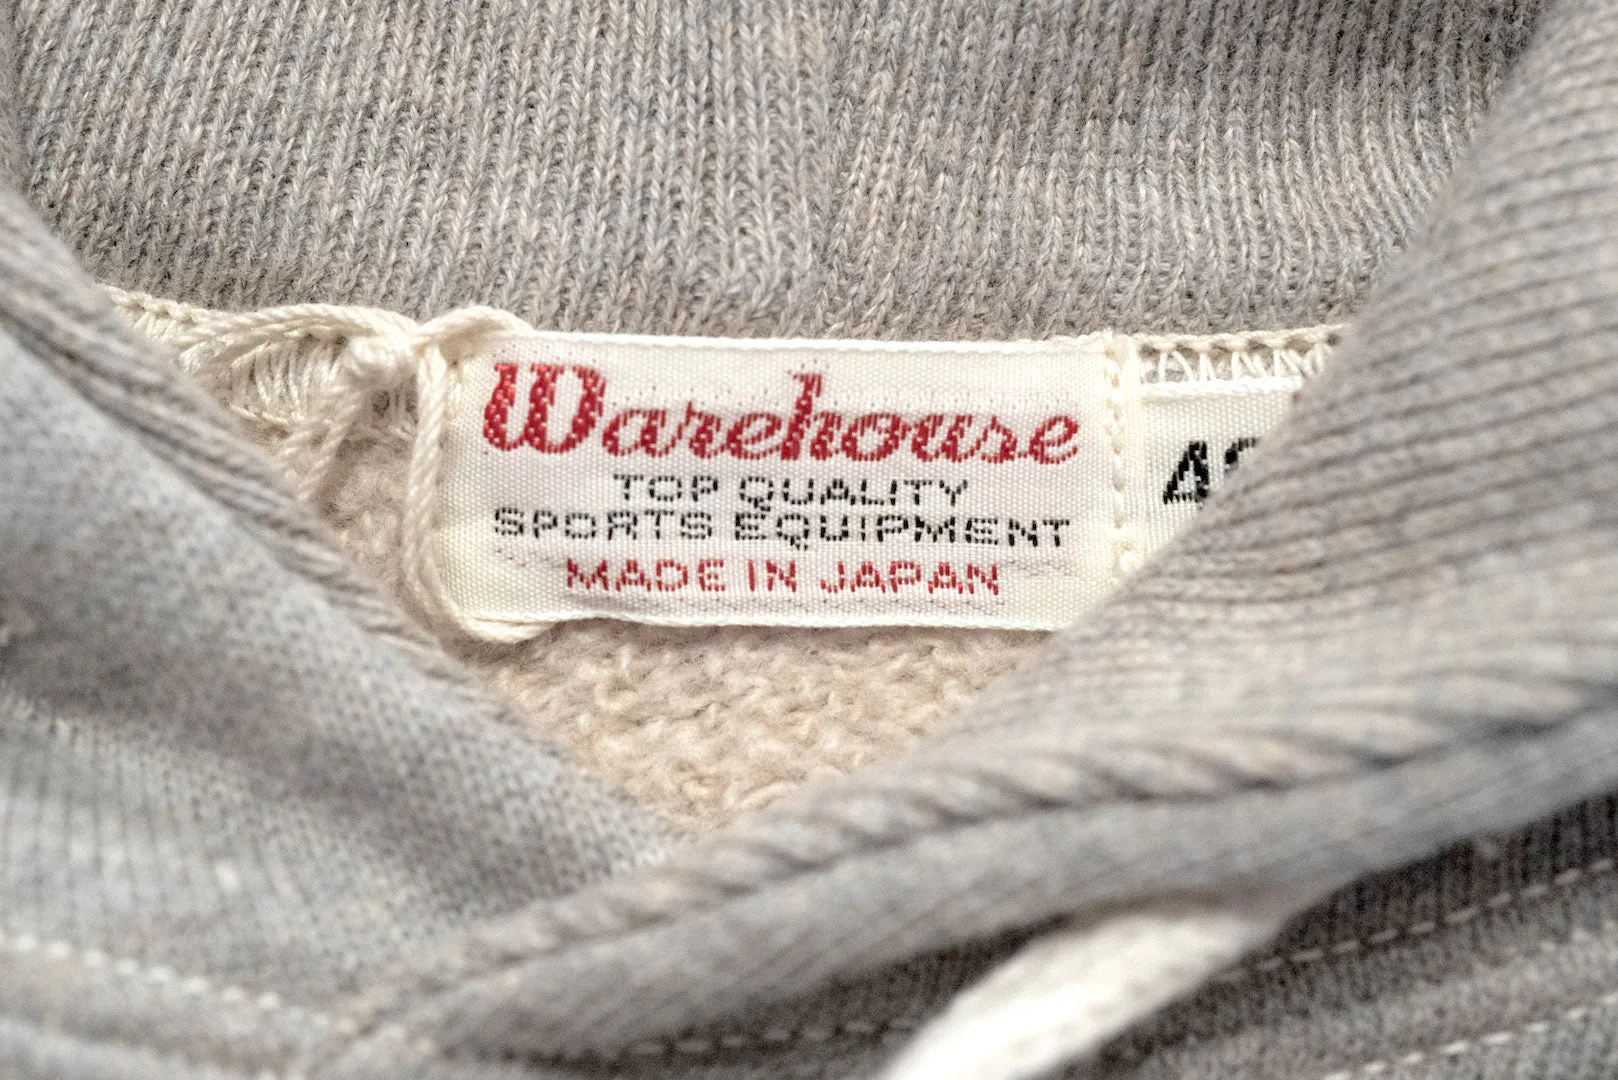 Warehouse
TOP QUALITY
SPORTS EQUIPMENT
MADE IN JAPAN